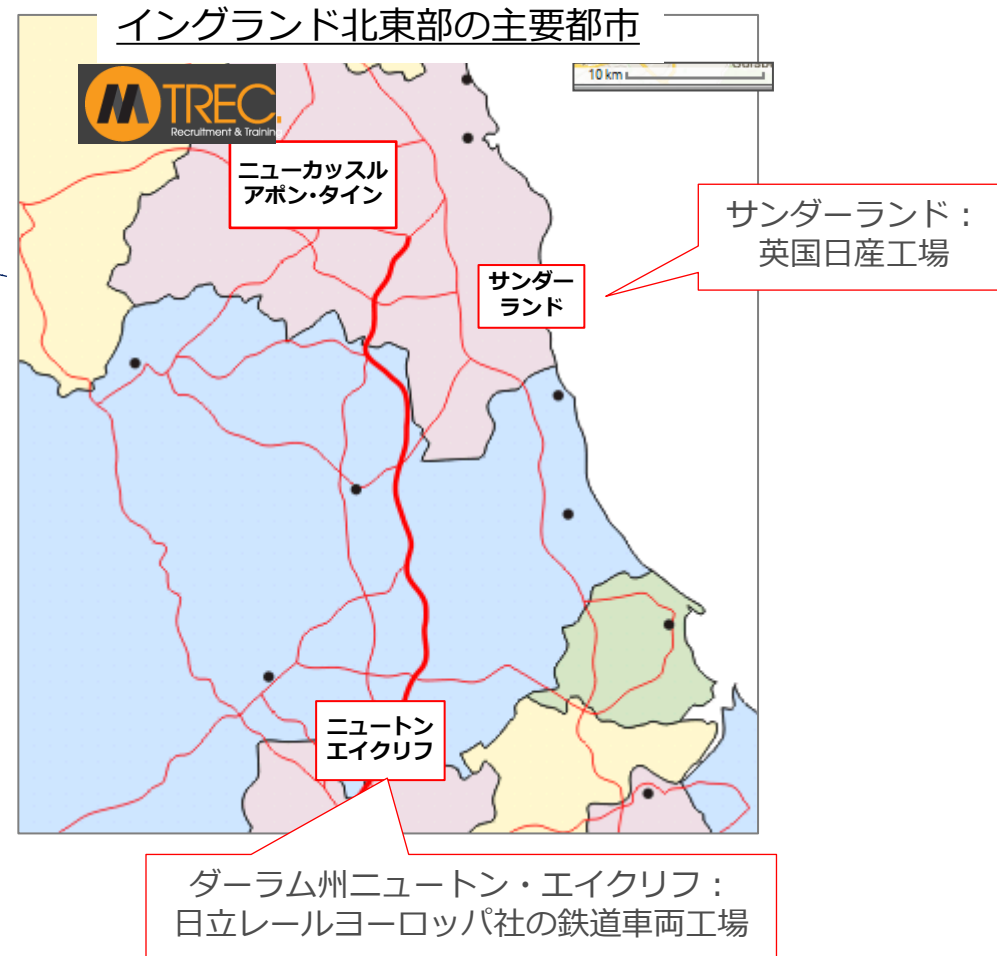 イングランド北東部の主要都市
MTREC.
Recruitment & Trainin
10 km
ニューカッスル
アポン・タイン
サンダーランド：
英国日産工場
サンダー
ランド
ニュートン
エイクリフ
ダーラム州ニュートン・エイクリフ：
日立レールヨーロッパ社の鉄道車両工場